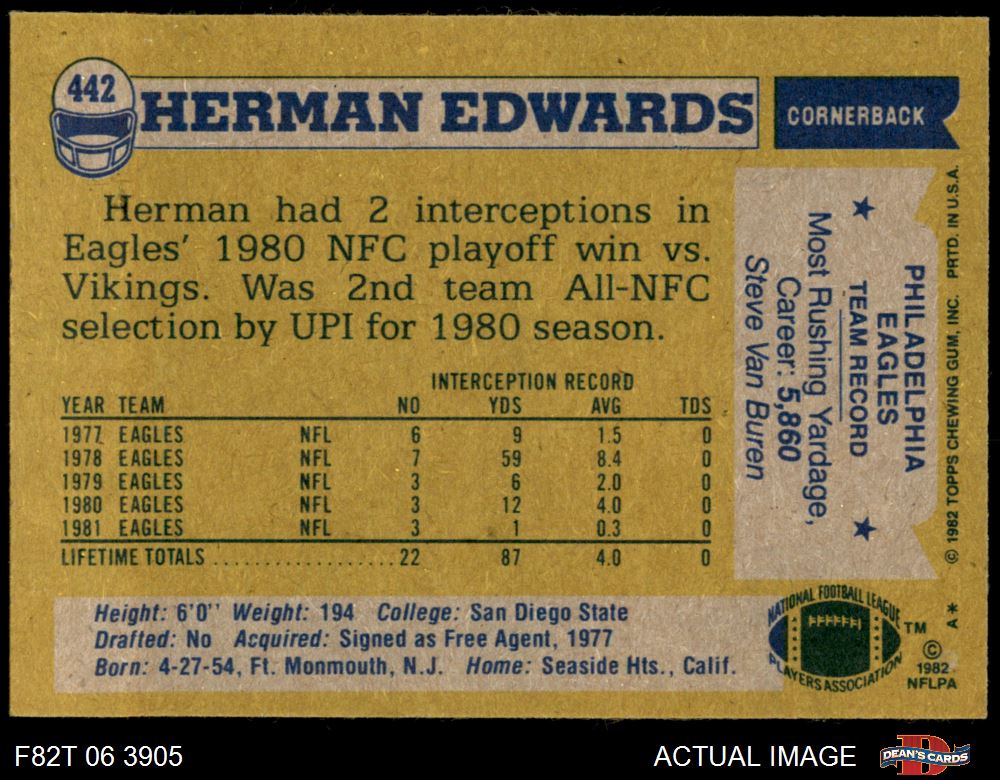 442
HERMAN EDWARDS
CORNERBACK
Herman had 2 interceptions in
Eagles' 1980 NFC playoff win vs.
Vikings. Was 2nd team All-NFC
selection by UPI for 1980 season.
INTERCEPTION RECORD
YEAR TEAM NO YDS AVG TDS
1977 EAGLES NFL 6 9 1.5 0
1978 EAGLES NFL 7 59 8.4 0
1979 EAGLES NFL 3 6 2.0 0
1980 EAGLES NFL 3 12 4.0 0
1981 EAGLES NFL 3 1 0.3 0
LIFETIME TOTALS .................. 22 87 4.0 0
Height: 6'0" Weight: 194 College: San Diego State
Drafted: No Acquired: Signed as Free Agent, 1977
Born: 4-27-54, Ft. Monmouth, N.J. Home: Seaside Hts., Calif.
PHILADELPHIA
EAGLES
★ TEAM RECORD ★
Most Rushing Yardage,
Career: 5,860
Steve Van Buren
© 1982 TOPPS CHEWING GUM, INC. PRTD. IN U.S.A.
A*
NATIONAL FOOTBALL LEAGUE
PLAYERS ASSOCIATION
TM
©
1982
NFLPA
F82T 06 3905
ACTUAL IMAGE
D
DEAN'S CARDS